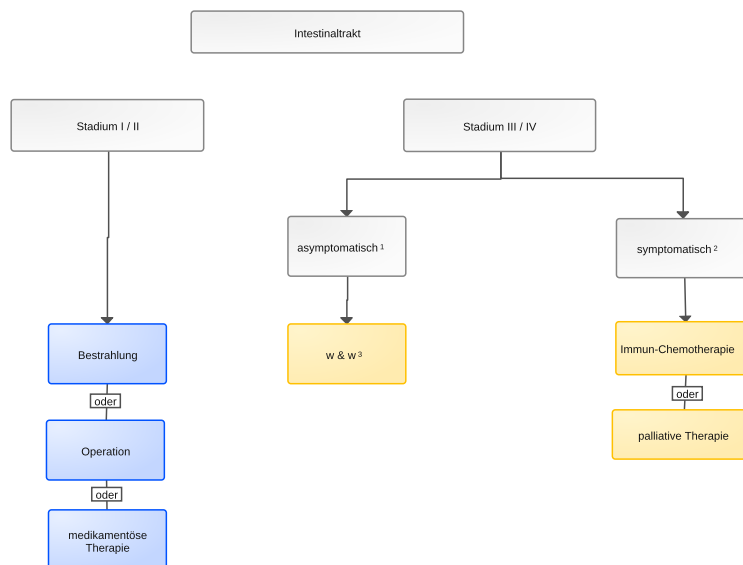 Intestinaltrakt
Stadium I / II
Stadium III / IV
asymptomatisch 1
symptomatisch 2
Bestrahlung
w & w 3
Immun-Chemotherapie
oder
oder
Operation
palliative Therapie
oder
medikamentöse
Therapie